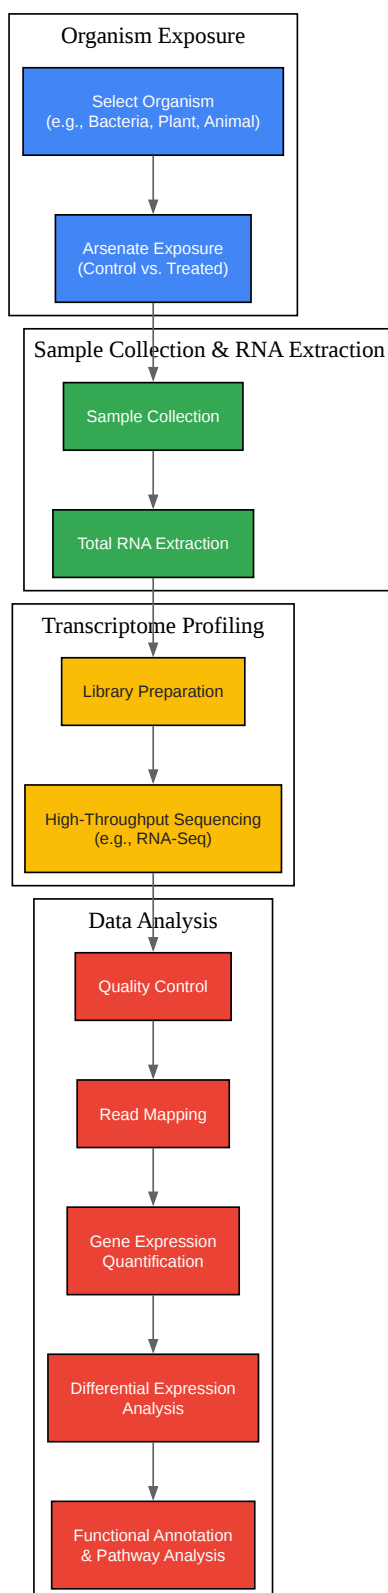 Organism Exposure
Select Organism
(e.g., Bacteria, Plant, Animal)
Arsenate Exposure
(Control vs. Treated)
Sample Collection & RNA Extraction
Sample Collection
Total RNA Extraction
Transcriptome Profiling
Library Preparation
High-Throughput Sequencing
(e.g., RNA-Seq)
Data Analysis
Quality Control
Read Mapping
Gene Expression
Quantification
Differential Expression
Analysis
Functional Annotation
& Pathway Analysis